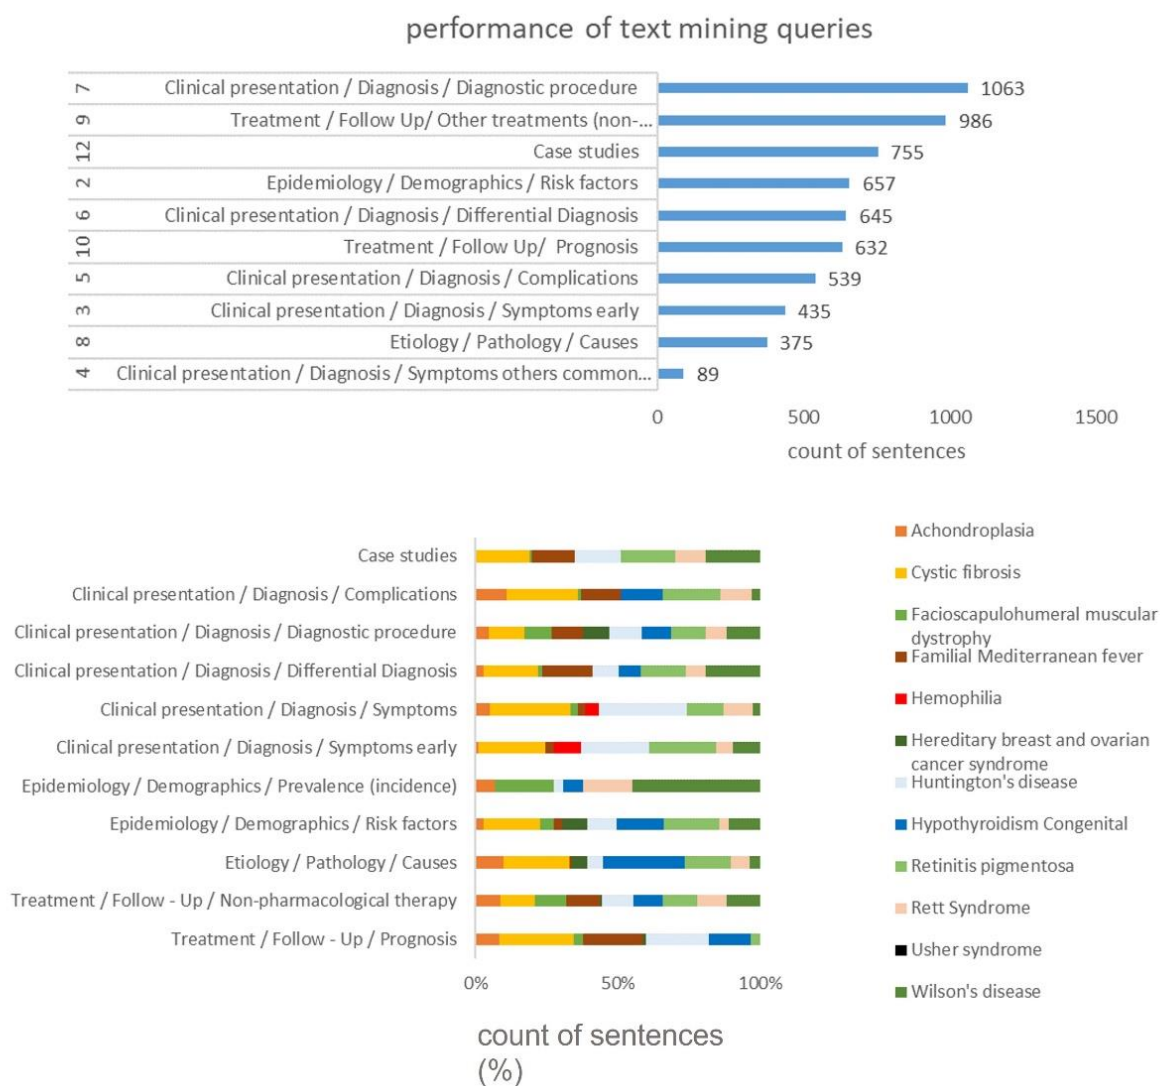 performance of text mining queries
7 Clinical presentation / Diagnosis / Diagnostic procedure 1063
9 Treatment / Follow Up/ Other treatments (non-... 986
12 Case studies 755
2 Epidemiology / Demographics / Risk factors 657
6 Clinical presentation / Diagnosis / Differential Diagnosis 645
10 Treatment / Follow Up/ Prognosis 632
5 Clinical presentation / Diagnosis / Complications 539
3 Clinical presentation / Diagnosis / Symptoms early 435
8 Etiology / Pathology / Causes 375
4 Clinical presentation / Diagnosis / Symptoms others common... 89
0 500 1000 1500
count of sentences
Case studies
Clinical presentation / Diagnosis / Complications
Clinical presentation / Diagnosis / Diagnostic procedure
Clinical presentation / Diagnosis / Differential Diagnosis
Clinical presentation / Diagnosis / Symptoms
Clinical presentation / Diagnosis / Symptoms early
Epidemiology / Demographics / Prevalence (incidence)
Epidemiology / Demographics / Risk factors
Etiology / Pathology / Causes
Treatment / Follow - Up / Non-pharmacological therapy
Treatment / Follow - Up / Prognosis
0% 50% 100%
count of sentences
(%)
Achondroplasia
Cystic fibrosis
Facioscapulohumeral muscular
dystrophy
Familial Mediterranean fever
Hemophilia
Hereditary breast and ovarian
cancer syndrome
Huntington's disease
Hypothyroidism Congenital
Retinitis pigmentosa
Rett Syndrome
Usher syndrome
Wilson's disease